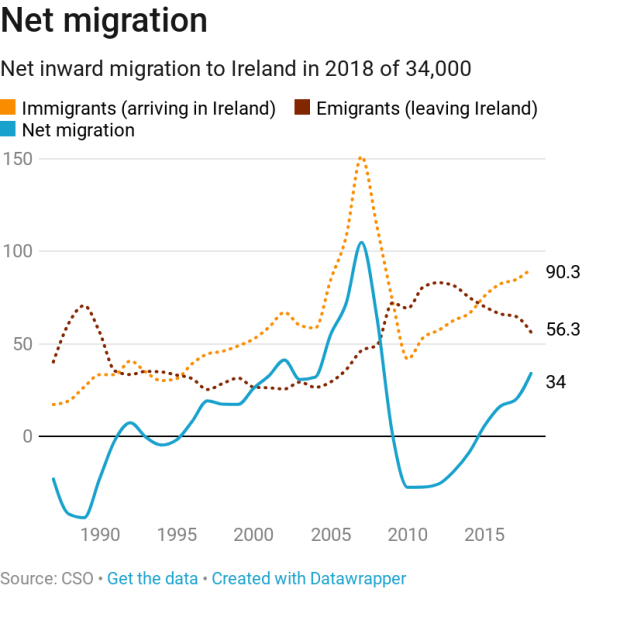 Net migration
Net inward migration to Ireland in 2018 of 34,000
Immigrants (arriving in Ireland) Emigrants (leaving Ireland)
Net migration
150
100
50
0
90.3
56.3
34
1990 1995 2000 2005 2010 2015
Source: CSO • Get the data • Created with Datawrapper